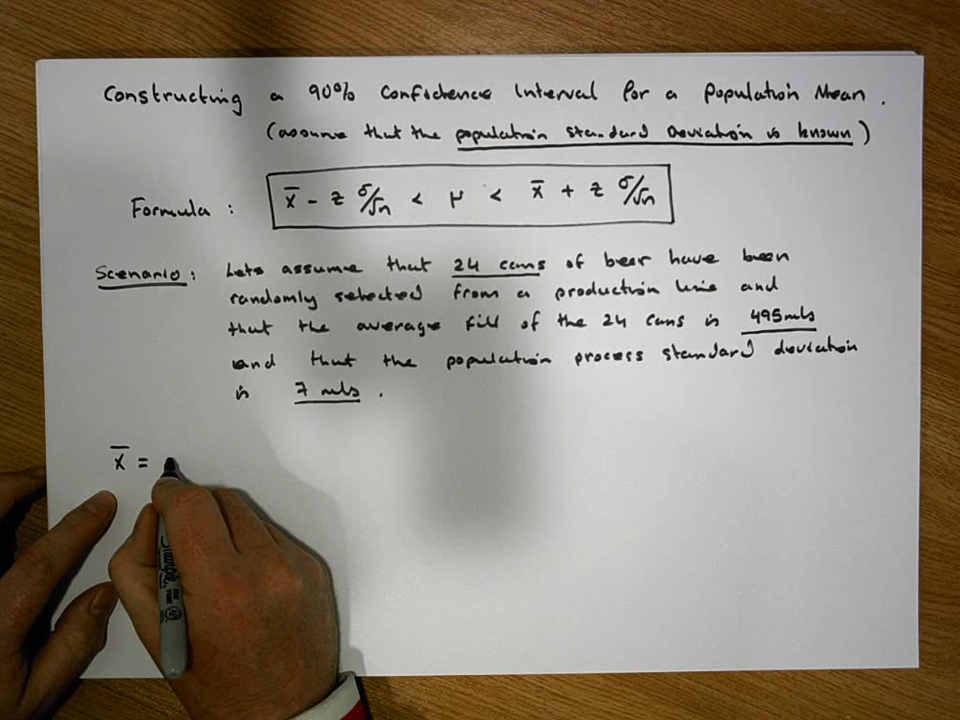 Constructing a 90% Confidence Interval for a Population Mean.
(assume that the population standard deviation is known)
Formula : x̄ - z σ/√n < μ < x̄ + z σ/√n
Scenario : Lets assume that 24 cans of beer have been
randomly selected from a production line and
that the average fill of the 24 cans is 495mls
and that the population process standard deviation
is 7 mls .
x̄ =
Sharpie